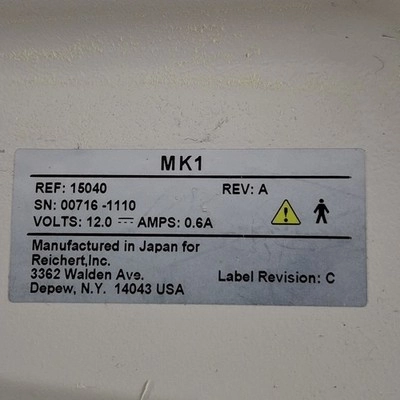 MK1
REF: 15040 REV: A
SN: 00716 -1110
VOLTS: 12.0 ⎓ AMPS: 0.6A
Manufactured in Japan for
Reichert,Inc.
3362 Walden Ave. Label Revision: C
Depew, N.Y. 14043 USA